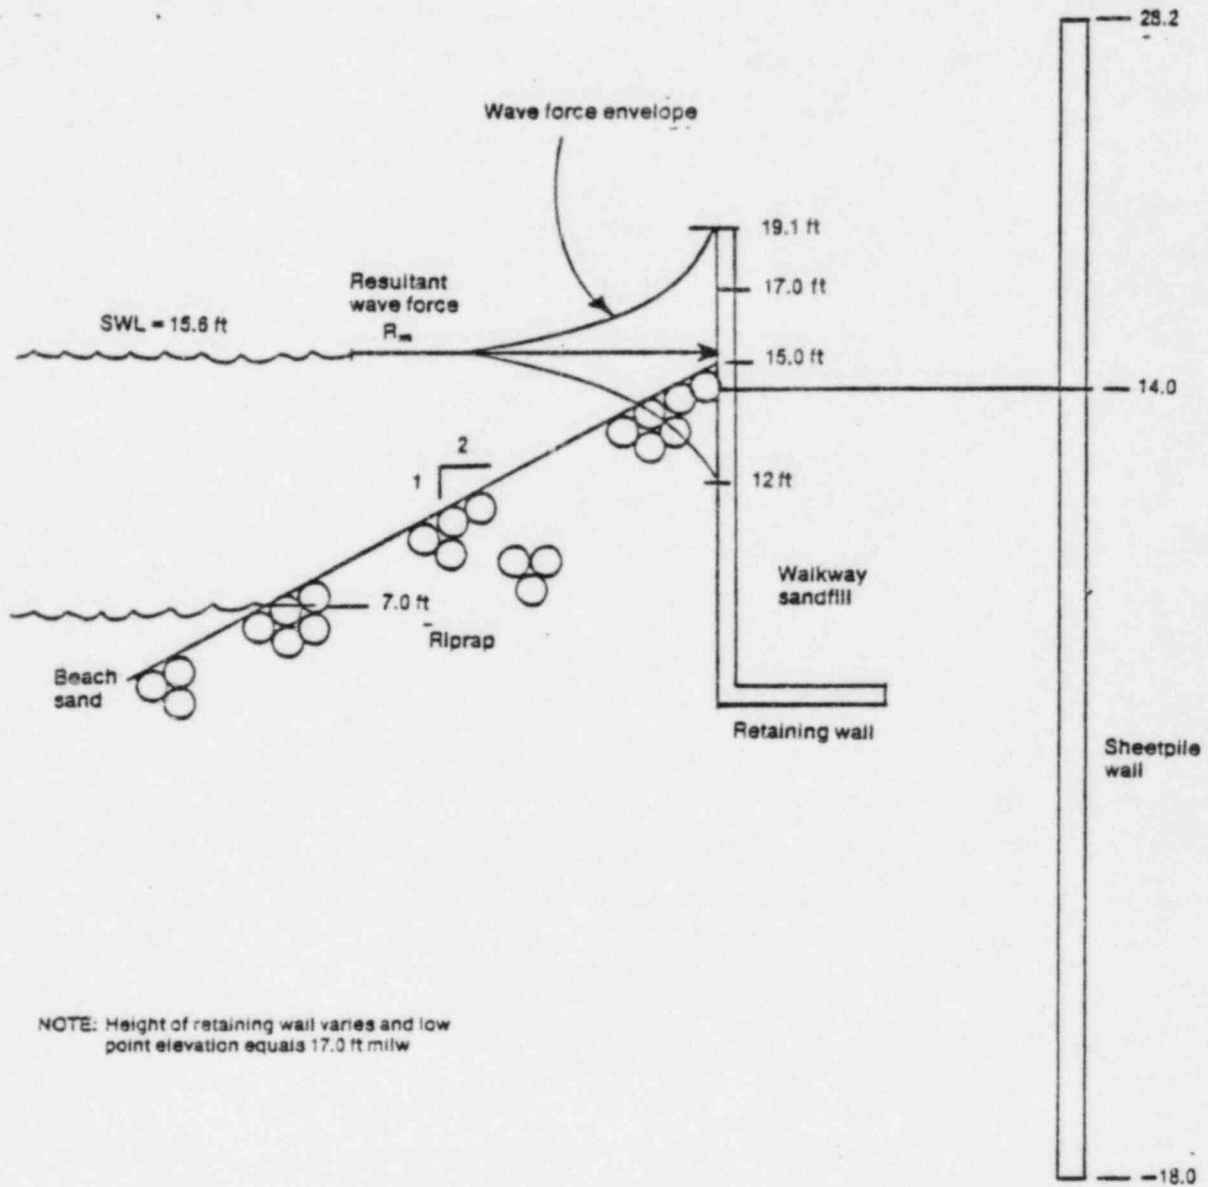 28.2
Wave force envelope
19.1 ft
Resultant
wave force
Rm
17.0 ft
SWL = 15.6 ft
15.0 ft
14.0
2
1
12 ft
Walkway
sandfill
7.0 ft
Riprap
Beach
sand
Retaining wall
Sheetpile
wall
NOTE: Height of retaining wall varies and low
point elevation equals 17.0 ft mllw
-18.0